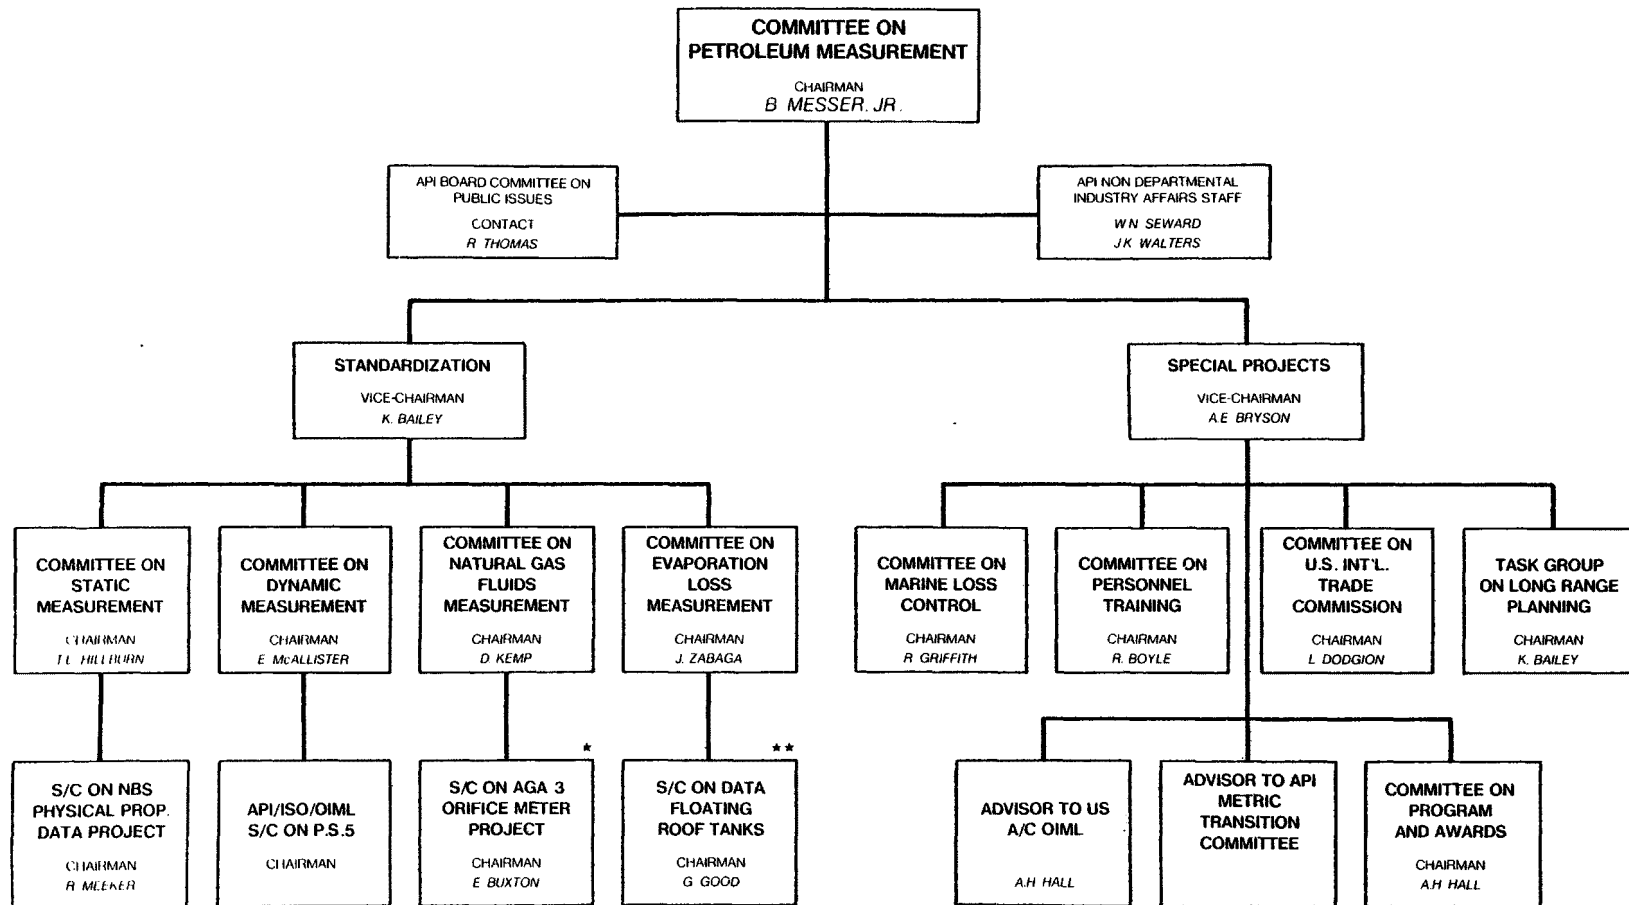 COMMITTEE ON
PETROLEUM MEASUREMENT
CHAIRMAN
B MESSER. JR.
API BOARD COMMITTEE ON
PUBLIC ISSUES
CONTACT
R THOMAS
API NON DEPARTMENTAL
INDUSTRY AFFAIRS STAFF
W N SEWARD
J K WALTERS
STANDARDIZATION
VICE-CHAIRMAN
K. BAILEY
SPECIAL PROJECTS
VICE-CHAIRMAN
A.E BRYSON
COMMITTEE ON
STATIC
MEASUREMENT
CHAIRMAN
T L HILLBURN
COMMITTEE ON
DYNAMIC
MEASUREMENT
CHAIRMAN
E McALLISTER
COMMITTEE ON
NATURAL GAS
FLUIDS
MEASUREMENT
CHAIRMAN
D. KEMP
COMMITTEE ON
EVAPORATION
LOSS
MEASUREMENT
CHAIRMAN
J. ZABAGA
COMMITTEE ON
MARINE LOSS
CONTROL
CHAIRMAN
R GRIFFITH
COMMITTEE ON
PERSONNEL
TRAINING
CHAIRMAN
R. BOYLE
COMMITTEE ON
U.S. INT'L.
TRADE
COMMISSION
CHAIRMAN
L DODGION
TASK GROUP
ON LONG RANGE
PLANNING
CHAIRMAN
K. BAILEY
S/C ON NBS
PHYSICAL PROP.
DATA PROJECT
CHAIRMAN
R MEEKER
API/ISO/OIML
S/C ON P.S.5
CHAIRMAN
★
S/C ON AGA 3
ORIFICE METER
PROJECT
CHAIRMAN
E BUXTON
★★
S/C ON DATA
FLOATING
ROOF TANKS
CHAIRMAN
G GOOD
ADVISOR TO US
A/C OIML
A.H HALL
ADVISOR TO API
METRIC
TRANSITION
COMMITTEE
COMMITTEE ON
PROGRAM
AND AWARDS
CHAIRMAN
A.H HALL